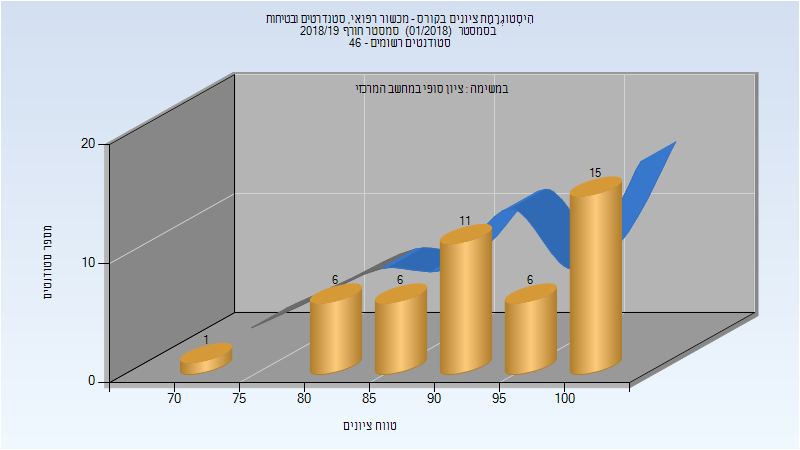 היסטוגרמת ציונים בקורס - מכשור רפואי, סטנדרטים ובטיחות
בסמסטר (01/2018) סמסטר חורף 2018/19
סטודנטים רשומים - 46
במשימה : ציון סופי במחשב המרכזי
מספר סטודנטים
20
10
0
1
6
6
11
6
15
70
75
80
85
90
95
100
טווח ציונים